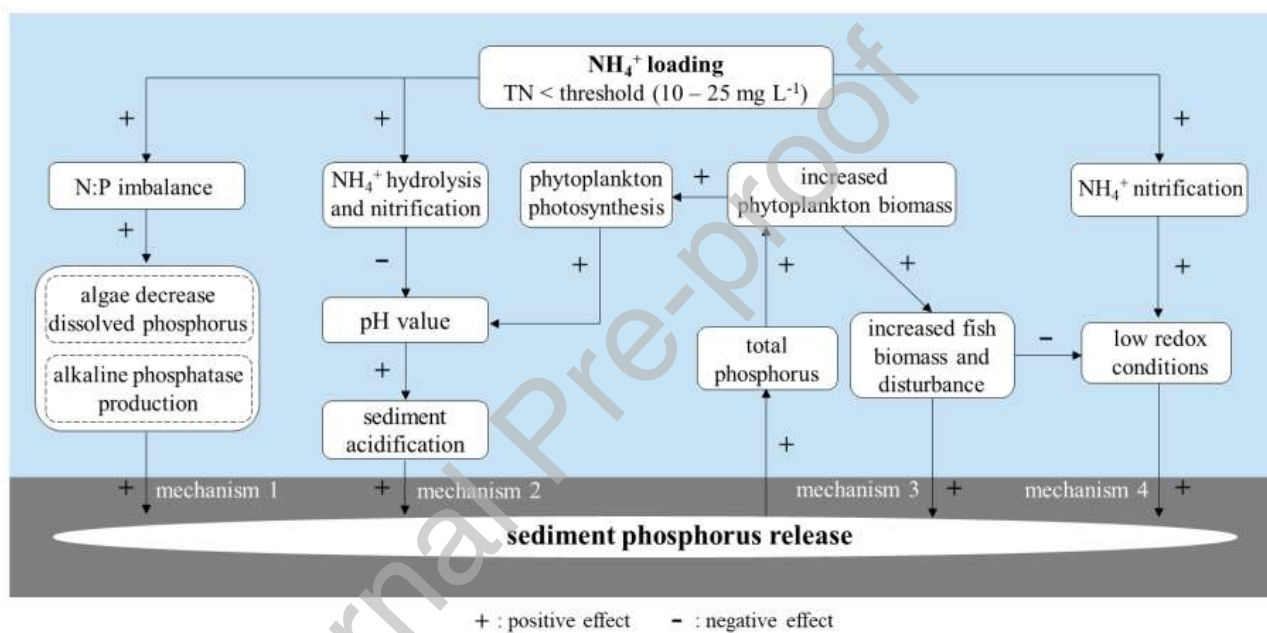 NH₄⁺ loading
TN < threshold (10 – 25 mg L⁻¹)
+
+
+
N:P imbalance
NH₄⁺ hydrolysis
and nitrification
phytoplankton
photosynthesis
+
increased
phytoplankton biomass
NH₄⁺ nitrification
+
algae decrease
dissolved phosphorus
alkaline phosphatase
production
-
+
pH value
+
sediment
acidification
+
total
phosphorus
+
+
increased fish
biomass and
disturbance
-
+
low redox
conditions
+
mechanism 1
+
mechanism 2
mechanism 3
+
mechanism 4
+
sediment phosphorus release
+ : positive effect
- : negative effect
rnal Pre-proof